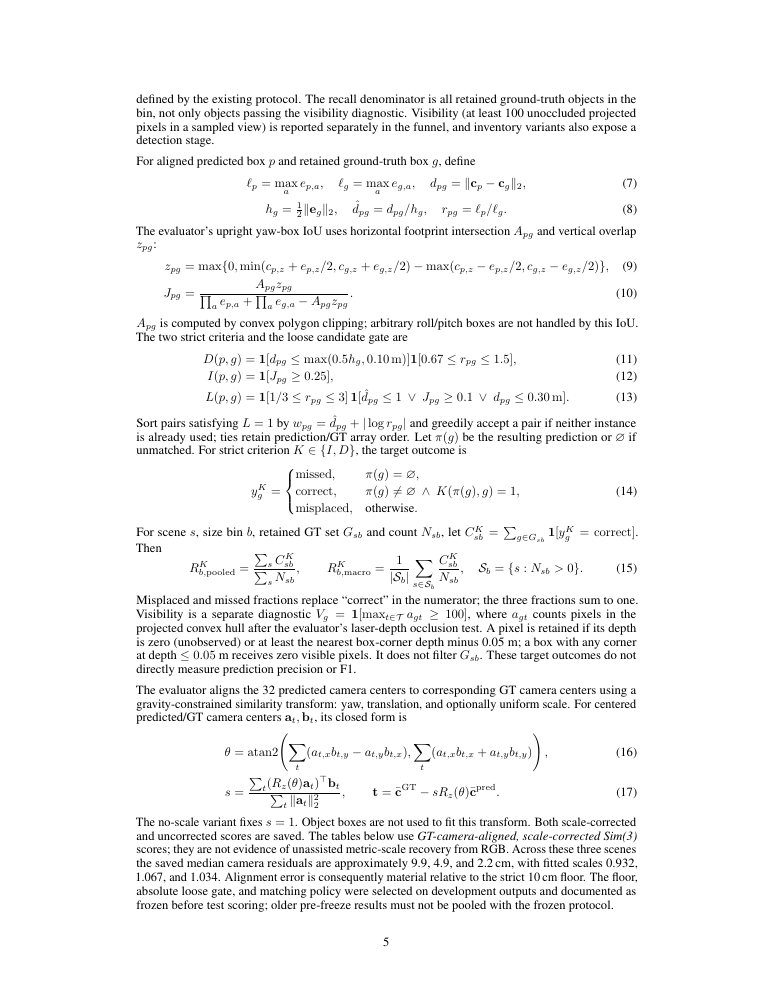 defined by the existing protocol. The recall denominator is all retained ground-truth objects in the
bin, not only objects passing the visibility diagnostic. Visibility (at least 100 unoccluded projected
pixels in a sampled view) is reported separately in the funnel, and inventory variants also expose a
detection stage.
For aligned predicted box p and retained ground-truth box g, define
ℓ_p = max_a e_{p,a}, ℓ_g = max_a e_{g,a}, d_{pg} = ‖c_p − c_g‖_2, (7)
h_g = ½‖e_g‖_2, d̂_{pg} = d_{pg}/h_g, r_{pg} = ℓ_p/ℓ_g. (8)
The evaluator's upright yaw-box IoU uses horizontal footprint intersection A_{pg} and vertical overlap
z_{pg}:
z_{pg} = max{0, min(c_{p,z} + e_{p,z}/2, c_{g,z} + e_{g,z}/2) − max(c_{p,z} − e_{p,z}/2, c_{g,z} − e_{g,z}/2)}, (9)
J_{pg} = A_{pg}z_{pg} / (∏_a e_{p,a} + ∏_a e_{g,a} − A_{pg}z_{pg}). (10)
A_{pg} is computed by convex polygon clipping; arbitrary roll/pitch boxes are not handled by this IoU.
The two strict criteria and the loose candidate gate are
D(p, g) = 1[d_{pg} ≤ max(0.5h_g, 0.10 m)]1[0.67 ≤ r_{pg} ≤ 1.5], (11)
I(p, g) = 1[J_{pg} ≥ 0.25], (12)
L(p, g) = 1[1/3 ≤ r_{pg} ≤ 3] 1[d̂_{pg} ≤ 1 ∨ J_{pg} ≥ 0.1 ∨ d_{pg} ≤ 0.30 m]. (13)
Sort pairs satisfying L = 1 by w_{pg} = d̂_{pg} + | log r_{pg}| and greedily accept a pair if neither instance
is already used; ties retain prediction/GT array order. Let π(g) be the resulting prediction or ∅ if
unmatched. For strict criterion K ∈ {I, D}, the target outcome is
y_g^K = { missed, π(g) = ∅,
correct, π(g) ≠ ∅ ∧ K(π(g), g) = 1, (14)
misplaced, otherwise.
For scene s, size bin b, retained GT set G_{sb} and count N_{sb}, let C_{sb}^K = ∑_{g∈G_{sb}} 1[y_g^K = correct].
Then
R_{b,pooled}^K = ∑_s C_{sb}^K / ∑_s N_{sb}, R_{b,macro}^K = 1/|S_b| ∑_{s∈S_b} C_{sb}^K / N_{sb}, S_b = {s : N_{sb} > 0}. (15)
Misplaced and missed fractions replace “correct” in the numerator; the three fractions sum to one.
Visibility is a separate diagnostic V_g = 1[max_{t∈T} a_{gt} ≥ 100], where a_{gt} counts pixels in the
projected convex hull after the evaluator's laser-depth occlusion test. A pixel is retained if its depth
is zero (unobserved) or at least the nearest box-corner depth minus 0.05 m; a box with any corner
at depth ≤ 0.05 m receives zero visible pixels. It does not filter G_{sb}. These target outcomes do not
directly measure prediction precision or F1.
The evaluator aligns the 32 predicted camera centers to corresponding GT camera centers using a
gravity-constrained similarity transform: yaw, translation, and optionally uniform scale. For centered
predicted/GT camera centers a_t, b_t, its closed form is
θ = atan2(∑_t (a_{t,x}b_{t,y} − a_{t,y}b_{t,x}), ∑_t (a_{t,x}b_{t,x} + a_{t,y}b_{t,y})), (16)
s = ∑_t (R_z(θ)a_t)^⊤ b_t / ∑_t ‖a_t‖_2^2, t = c̄^{GT} − sR_z(θ)c̄^{pred}. (17)
The no-scale variant fixes s = 1. Object boxes are not used to fit this transform. Both scale-corrected
and uncorrected scores are saved. The tables below use GT-camera-aligned, scale-corrected Sim(3)
scores; they are not evidence of unassisted metric-scale recovery from RGB. Across these three scenes
the saved median camera residuals are approximately 9.9, 4.9, and 2.2 cm, with fitted scales 0.932,
1.067, and 1.034. Alignment error is consequently material relative to the strict 10 cm floor. The floor,
absolute loose gate, and matching policy were selected on development outputs and documented as
frozen before test scoring; older pre-freeze results must not be pooled with the frozen protocol.
5